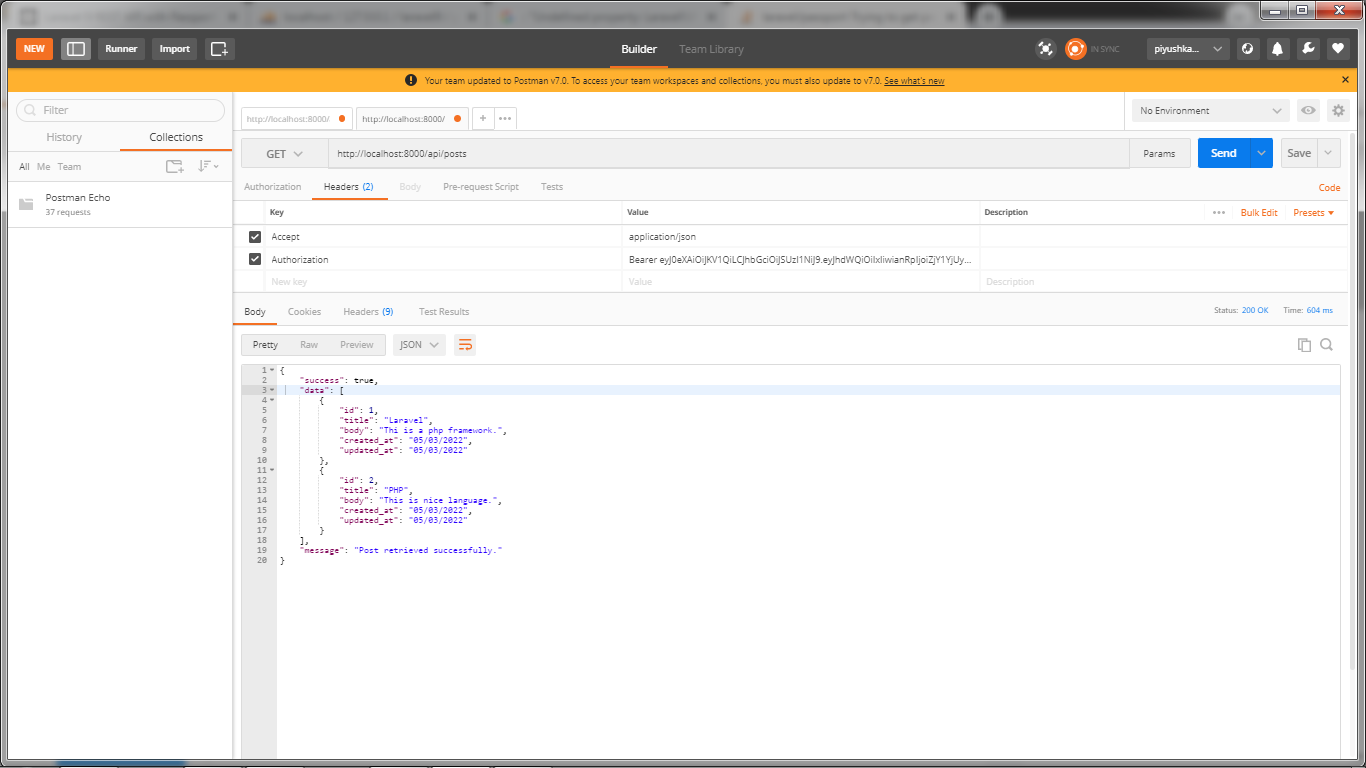 NEW Runner Import Builder Team Library IN SYNC piyushka...
Your team updated to Postman v7.0. To access your team workspaces and collections, you must also update to v7.0. See what's new
Filter
History Collections
All Me Team
Postman Echo
37 requests
http://localhost:8000/ http://localhost:8000/ + ••• No Environment
GET http://localhost:8000/api/posts Params Send Save
Authorization Headers (2) Body Pre-request Script Tests Code
Key Value Description ••• Bulk Edit Presets
Accept application/json
Authorization Bearer eyJ0eXAiOiJKV1QiLCJhbGciOiJSUzI1NiJ9.eyJhdWQiOiIxIiwianRpIjoiZjY1YjUy...
New key Value Description
Body Cookies Headers (9) Test Results Status: 200 OK Time: 604 ms
Pretty Raw Preview JSON
1 {
2 "success": true,
3 "data": [
4 {
5 "id": 1,
6 "title": "Laravel",
7 "body": "Thi is a php framework.",
8 "created_at": "05/03/2022",
9 "updated_at": "05/03/2022"
10 },
11 {
12 "id": 2,
13 "title": "PHP",
14 "body": "This is nice language.",
15 "created_at": "05/03/2022",
16 "updated_at": "05/03/2022"
17 }
18 ],
19 "message": "Post retrieved successfully."
20 }